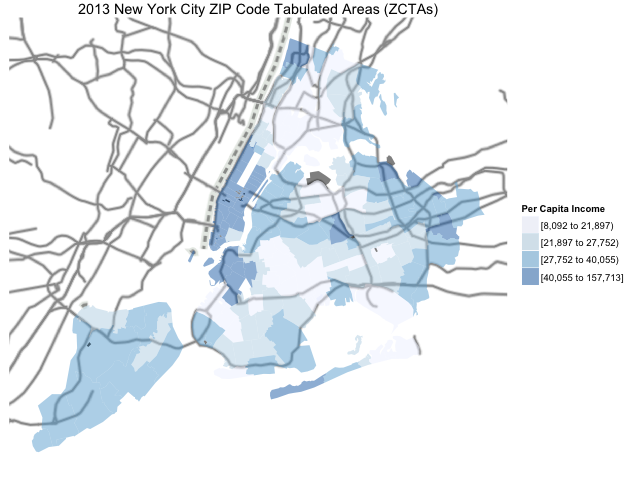 2013 New York City ZIP Code Tabulated Areas (ZCTAs)
Per Capita Income
[8,092 to 21,897)
[21,897 to 27,752)
[27,752 to 40,055)
[40,055 to 157,713]